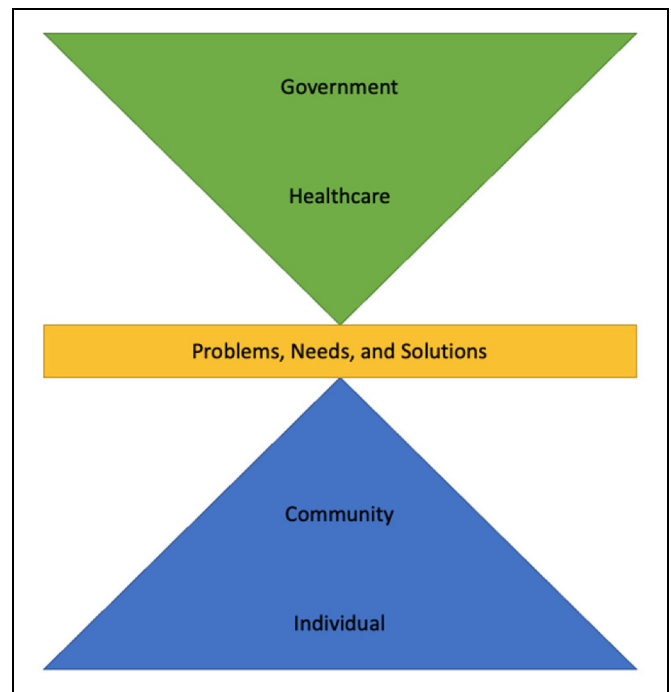 Government
Healthcare
Problems, Needs, and Solutions
Community
Individual